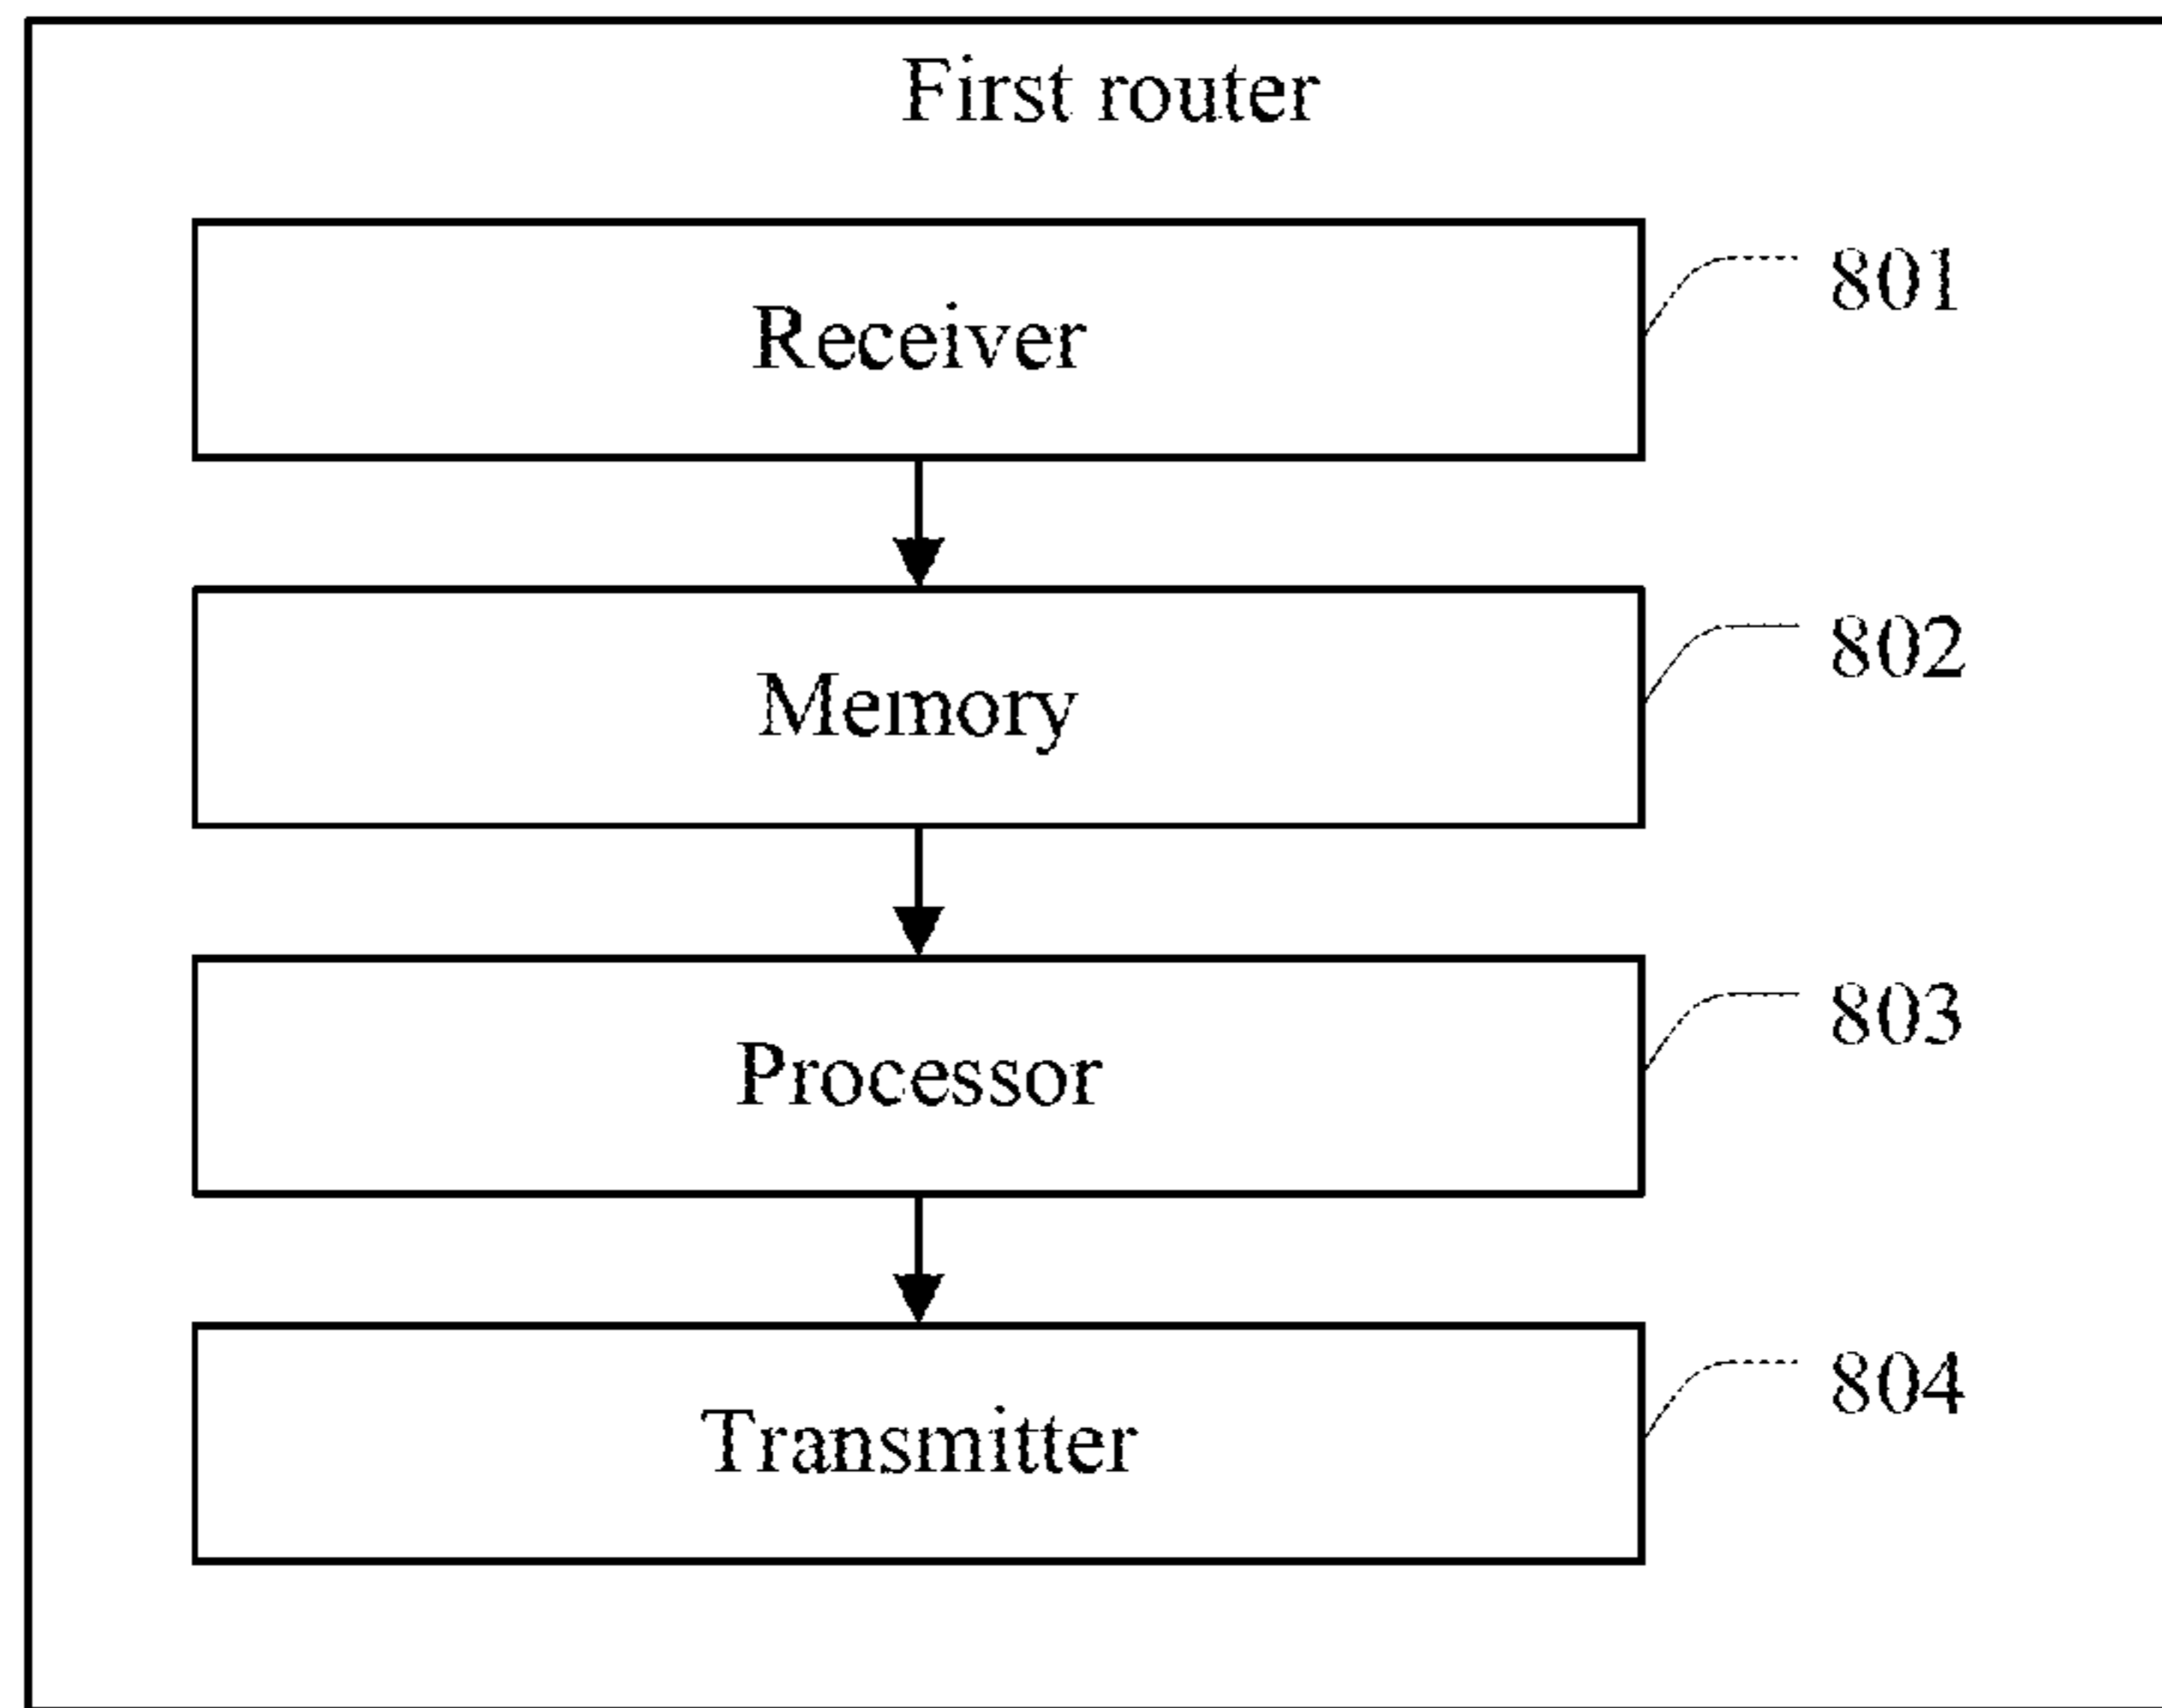 First router
Receiver 801
Memory 802
Processor 803
Transmitter 804